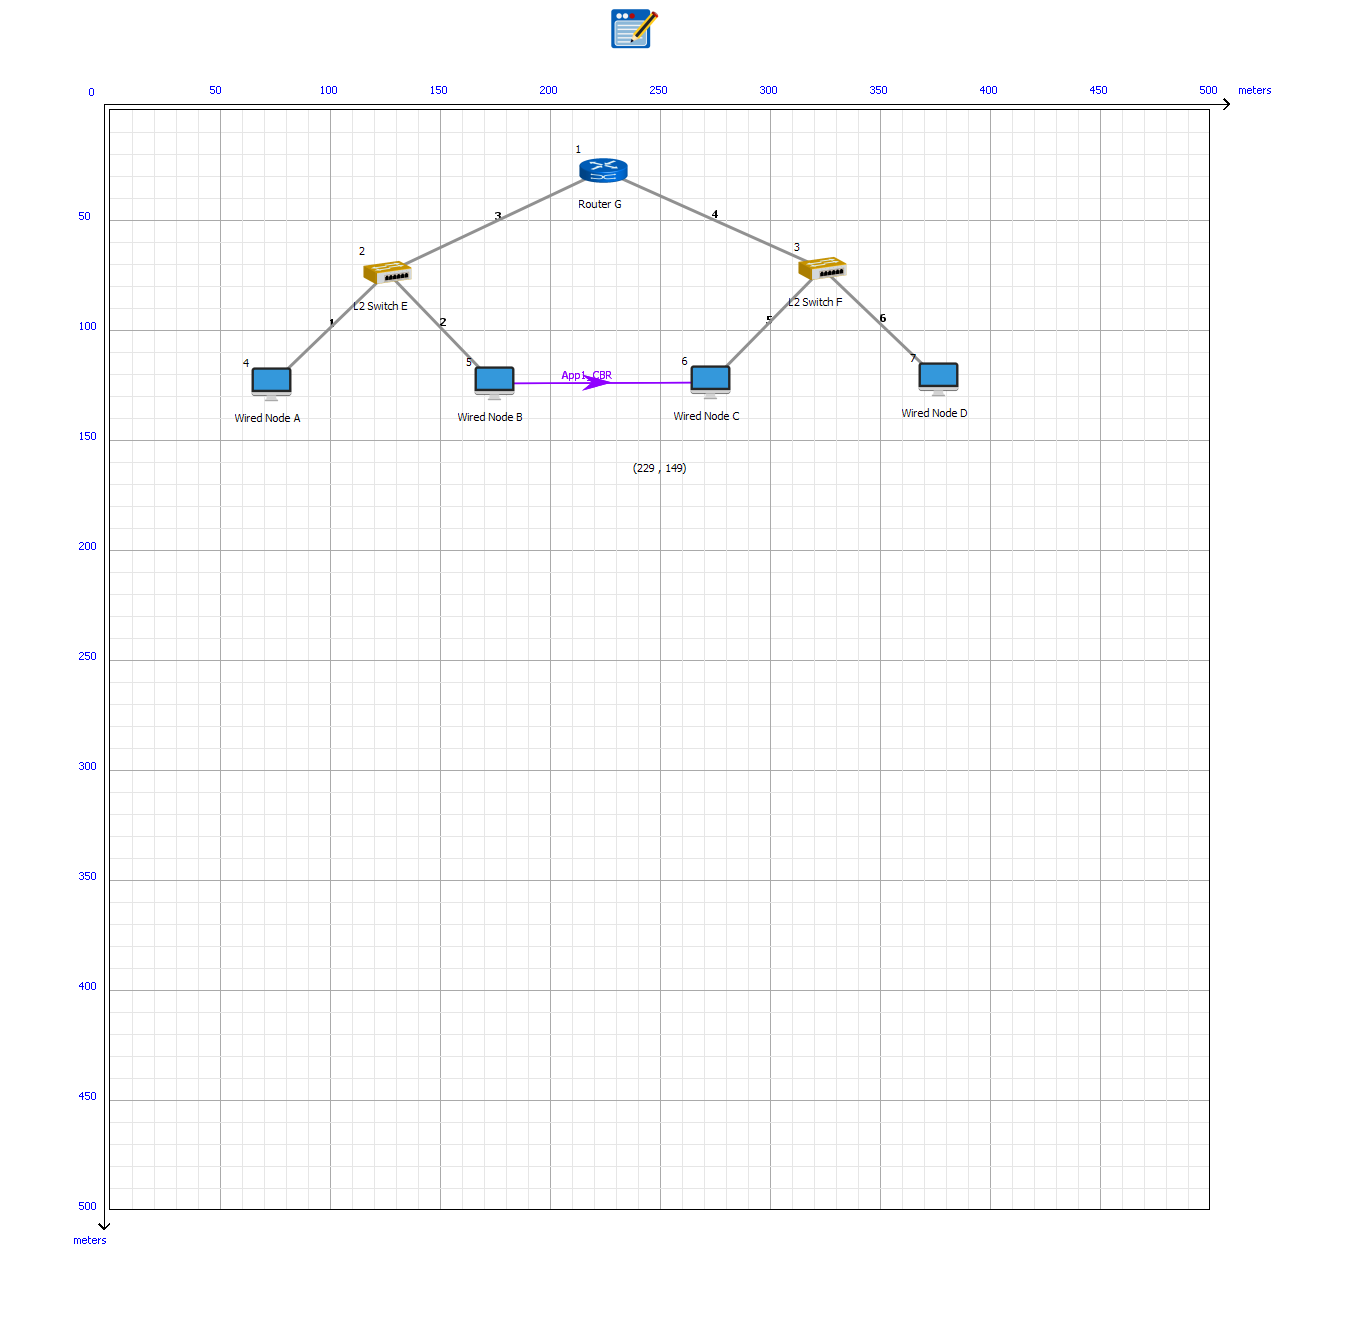 0 50 100 150 200 250 300 350 400 450 500 meters
1
Router G
50
3 4
2 3
L2 Switch E L2 Switch F
100
1 2 5 6
4 5 6 7
App1_CBR
Wired Node A Wired Node B Wired Node C Wired Node D
150
(229 , 149)
200
250
300
350
400
450
500
meters